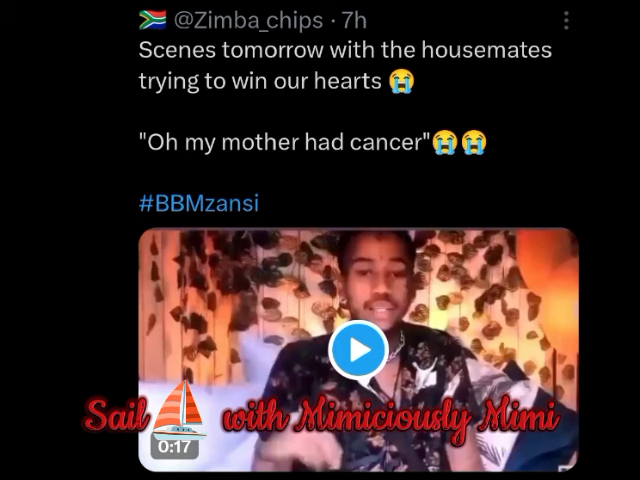 @Zimba_chips · 7h
Scenes tomorrow with the housemates
trying to win our hearts 😭
"Oh my mother had cancer"😭😭
#BBMzansi
Sail with Mimiciously Mimi
0:17